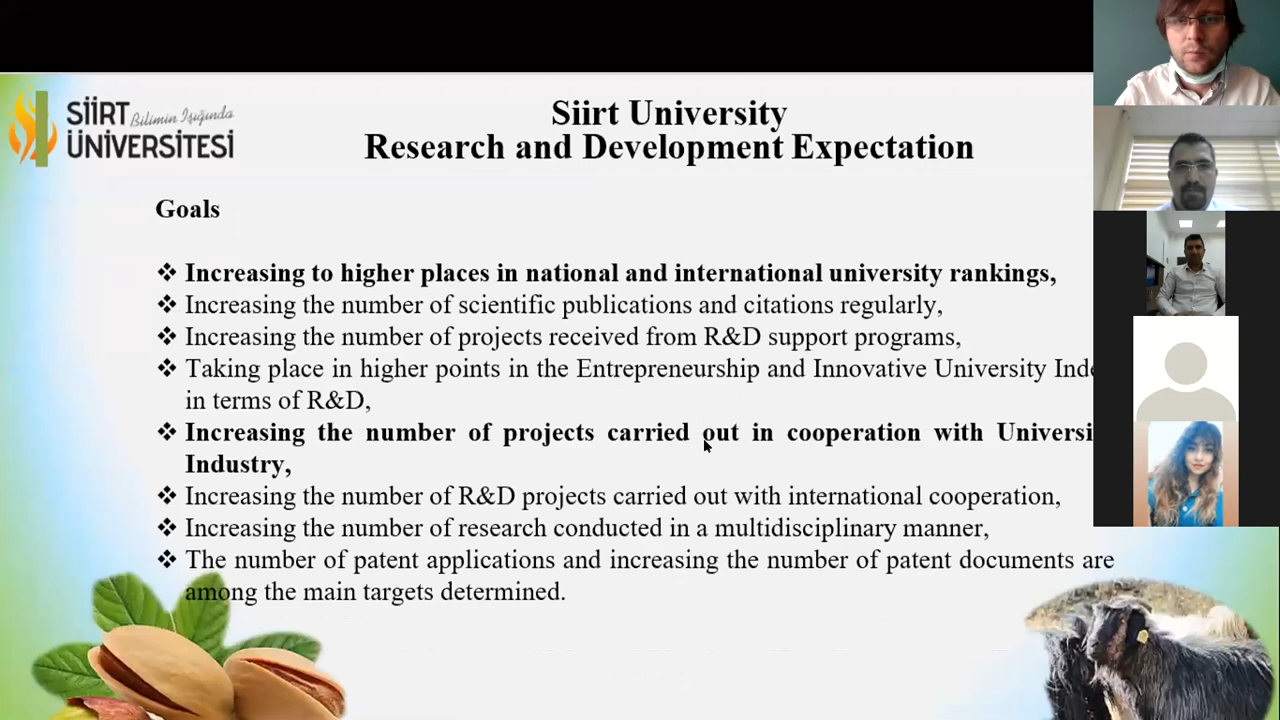 SİİRT Bilimin Işığında
ÜNİVERSİTESİ
Siirt University
Research and Development Expectation
Goals
❖ Increasing to higher places in national and international university rankings,
❖ Increasing the number of scientific publications and citations regularly,
❖ Increasing the number of projects received from R&D support programs,
❖ Taking place in higher points in the Entrepreneurship and Innovative University Inde
in terms of R&D,
❖ Increasing the number of projects carried out in cooperation with Universi
Industry,
❖ Increasing the number of R&D projects carried out with international cooperation,
❖ Increasing the number of research conducted in a multidisciplinary manner,
❖ The number of patent applications and increasing the number of patent documents are
among the main targets determined.